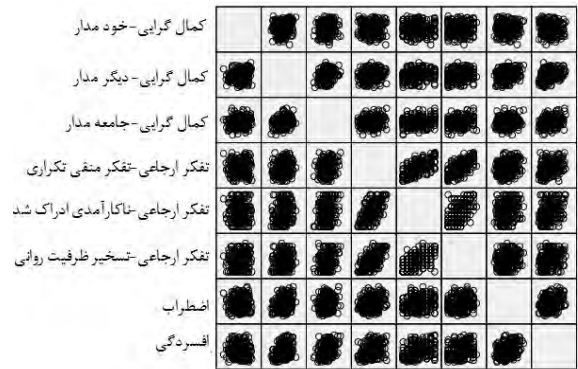 کمال گرایی-خود مدار
کمال گرایی-دیگر مدار
کمال گرایی-جامعه مدار
تفکر ارجاعی-تفکر منفی تکراری
تفکر ارجاعی-ناکارآمدی ادراک شد
تفکر ارجاعی-تسخیر ظرفیت روانی
اضطراب
افسردگی